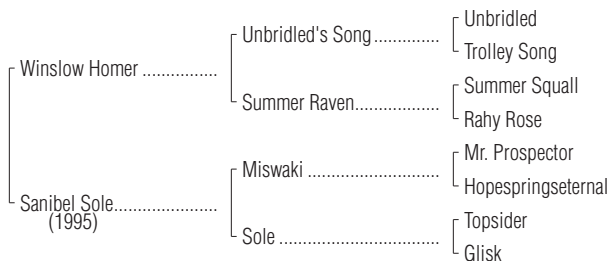 Unbridled
Unbridled's Song...............
Trolley Song
Winslow Homer ................
Summer Squall
Summer Raven...................
Rahy Rose
Mr. Prospector
Miswaki .............................
Hopespringseternal
Sanibel Sole......................
(1995)
Topsider
Sole ...................................
Glisk